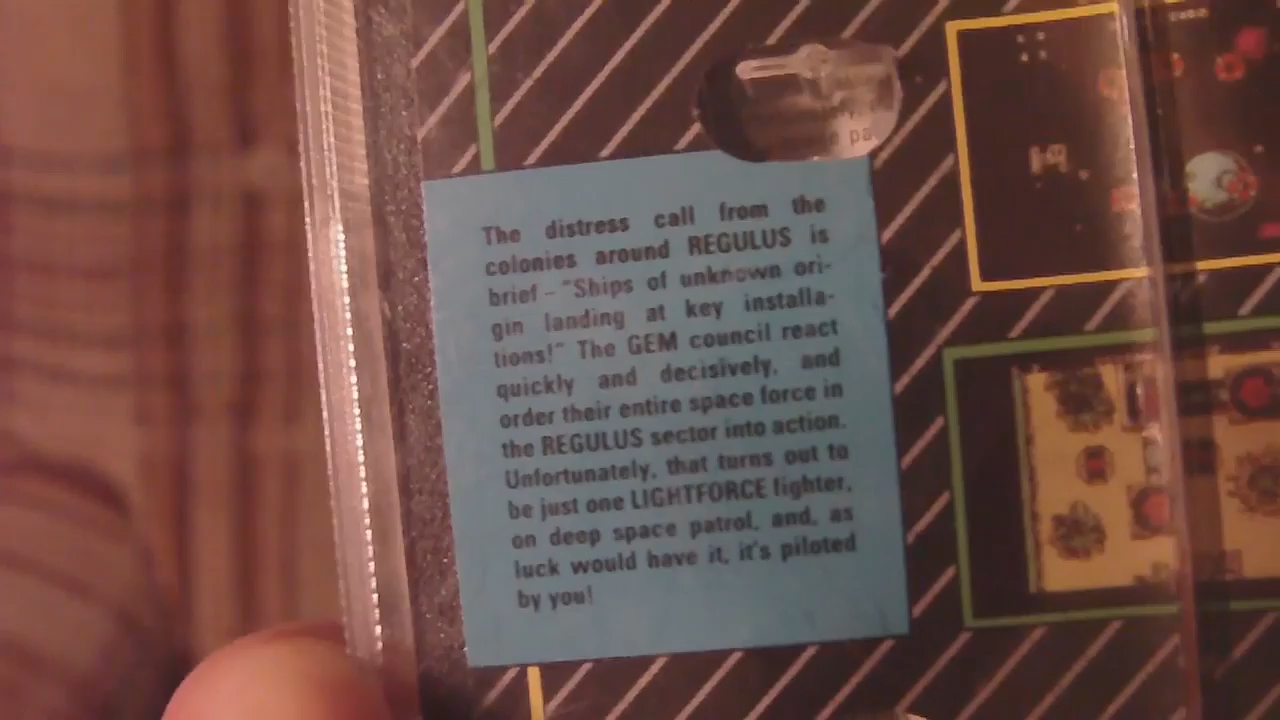 The distress call from the
colonies around REGULUS is
brief – "Ships of unknown ori-
gin landing at key installa-
tions!" The GEM council react
quickly and decisively, and
order their entire space force in
the REGULUS sector into action.
Unfortunately, that turns out to
be just one LIGHTFORCE fighter,
on deep space patrol, and, as
luck would have it, it's piloted
by you!